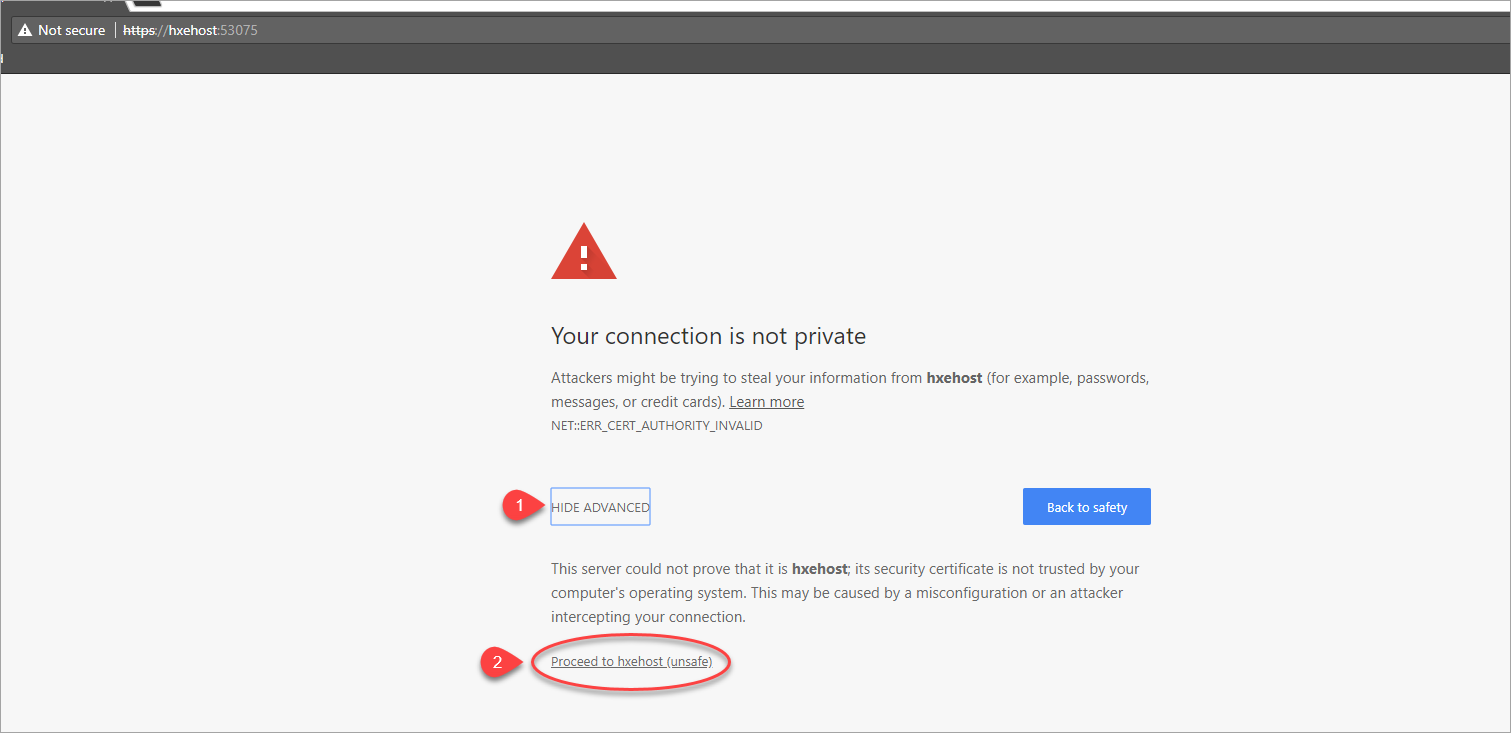 Not secure | https://hxehost:53075
Your connection is not private
Attackers might be trying to steal your information from hxehost (for example, passwords,
messages, or credit cards). Learn more
NET::ERR_CERT_AUTHORITY_INVALID
1 HIDE ADVANCED Back to safety
This server could not prove that it is hxehost; its security certificate is not trusted by your
computer's operating system. This may be caused by a misconfiguration or an attacker
intercepting your connection.
2 Proceed to hxehost (unsafe)